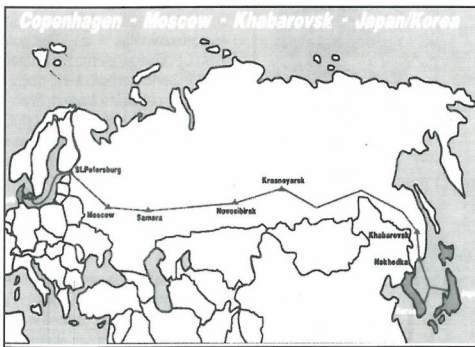 Copenhagen - Moscow - Khabarovsk - Japan/Korea
St.Petersburg
Krasnoyarsk
Moscow
Samara
Novosibirsk
Khabarovsk
Nakhodka